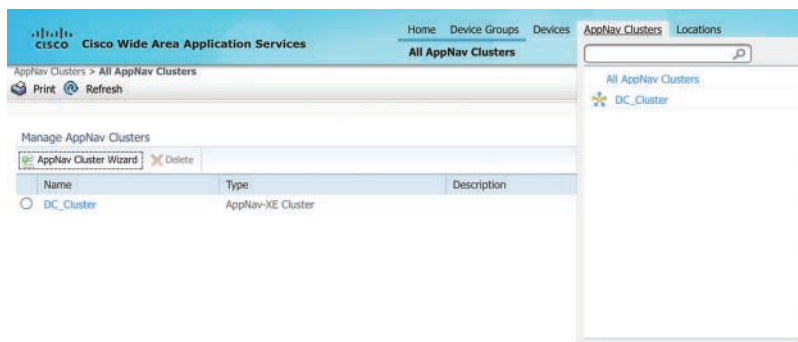 Home Device Groups Devices AppNav Clusters Locations
CISCO Cisco Wide Area Application Services
All AppNav Clusters
AppNav Clusters > All AppNav Clusters
Print Refresh
All AppNav Clusters
DC_Cluster
Manage AppNav Clusters
AppNav Cluster Wizard Delete
Name Type Description
DC_Cluster AppNav-XE Cluster